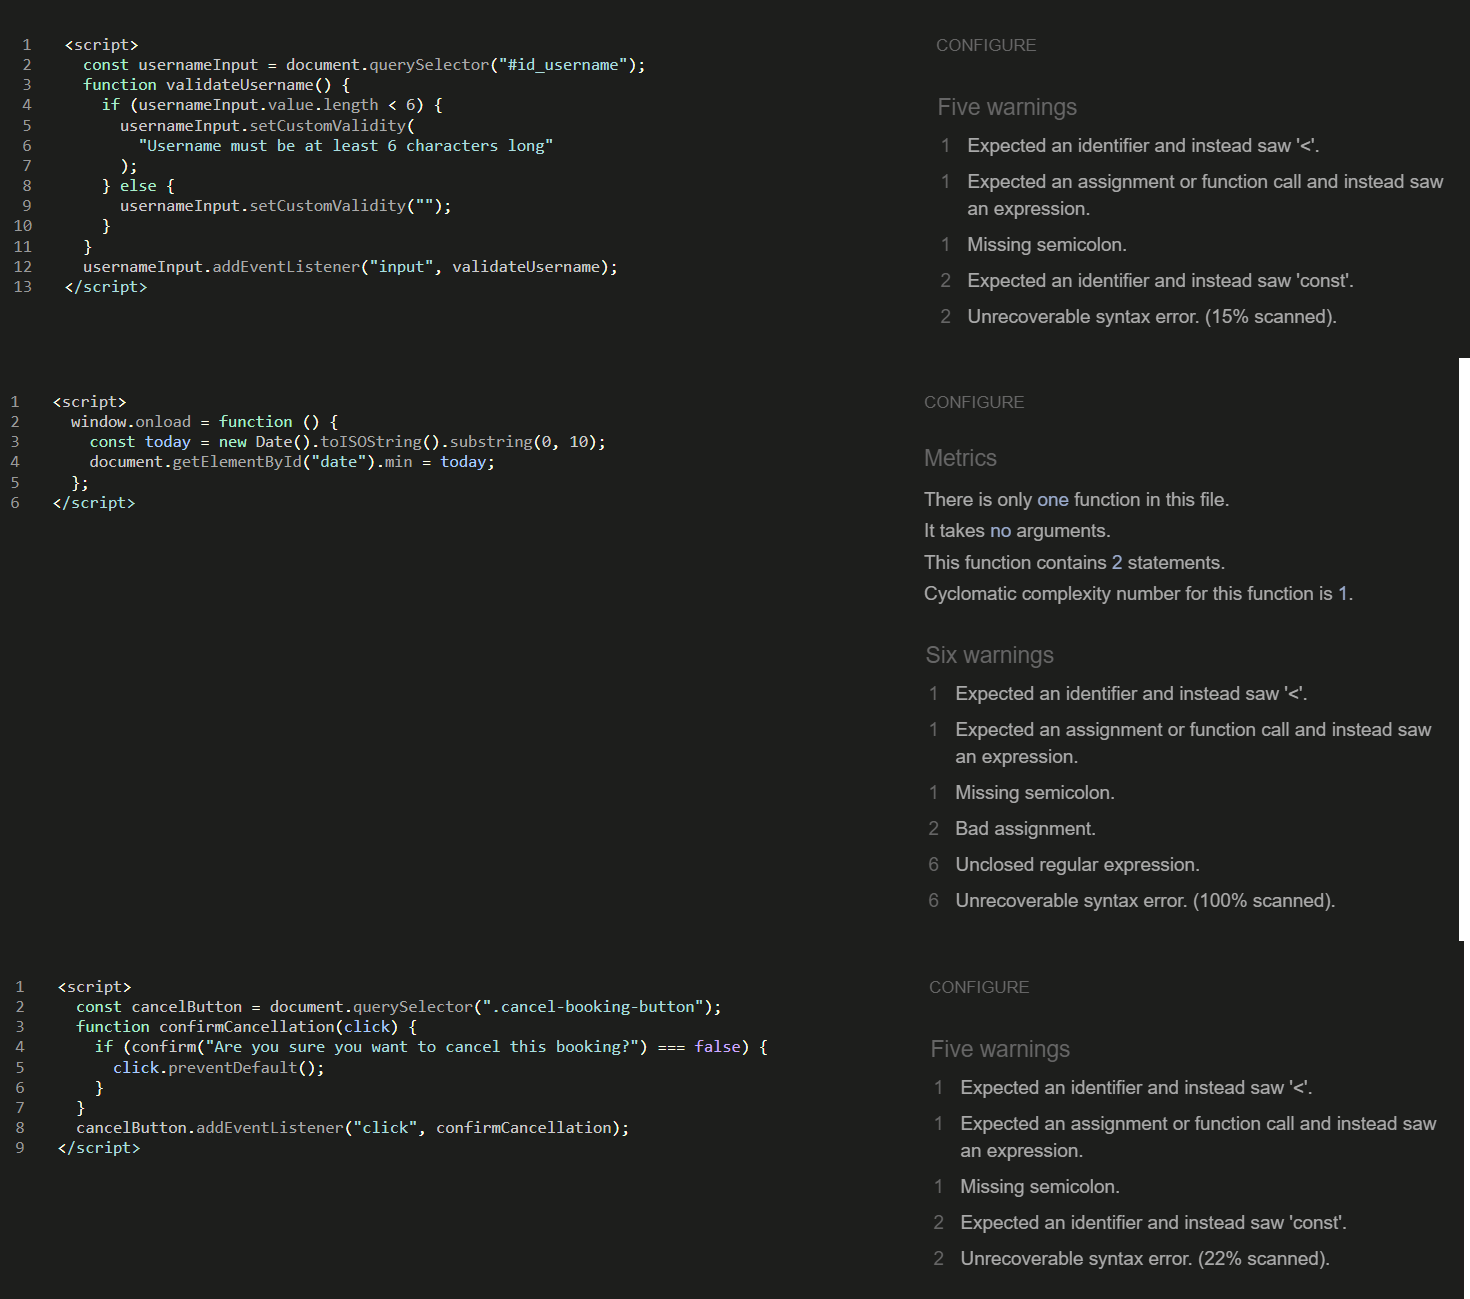 1 <script>
2 const usernameInput = document.querySelector("#id_username");
3 function validateUsername() {
4 if (usernameInput.value.length < 6) {
5 usernameInput.setCustomValidity(
6 "Username must be at least 6 characters long"
7 );
8 } else {
9 usernameInput.setCustomValidity("");
10 }
11 }
12 usernameInput.addEventListener("input", validateUsername);
13 </script>
CONFIGURE
Five warnings
1 Expected an identifier and instead saw '<'.
1 Expected an assignment or function call and instead saw
an expression.
1 Missing semicolon.
2 Expected an identifier and instead saw 'const'.
2 Unrecoverable syntax error. (15% scanned).
1 <script>
2 window.onload = function () {
3 const today = new Date().toISOString().substring(0, 10);
4 document.getElementById("date").min = today;
5 };
6 </script>
CONFIGURE
Metrics
There is only one function in this file.
It takes no arguments.
This function contains 2 statements.
Cyclomatic complexity number for this function is 1.
Six warnings
1 Expected an identifier and instead saw '<'.
1 Expected an assignment or function call and instead saw
an expression.
1 Missing semicolon.
2 Bad assignment.
6 Unclosed regular expression.
6 Unrecoverable syntax error. (100% scanned).
1 <script>
2 const cancelButton = document.querySelector(".cancel-booking-button");
3 function confirmCancellation(click) {
4 if (confirm("Are you sure you want to cancel this booking?") === false) {
5 click.preventDefault();
6 }
7 }
8 cancelButton.addEventListener("click", confirmCancellation);
9 </script>
CONFIGURE
Five warnings
1 Expected an identifier and instead saw '<'.
1 Expected an assignment or function call and instead saw
an expression.
1 Missing semicolon.
2 Expected an identifier and instead saw 'const'.
2 Unrecoverable syntax error. (22% scanned).